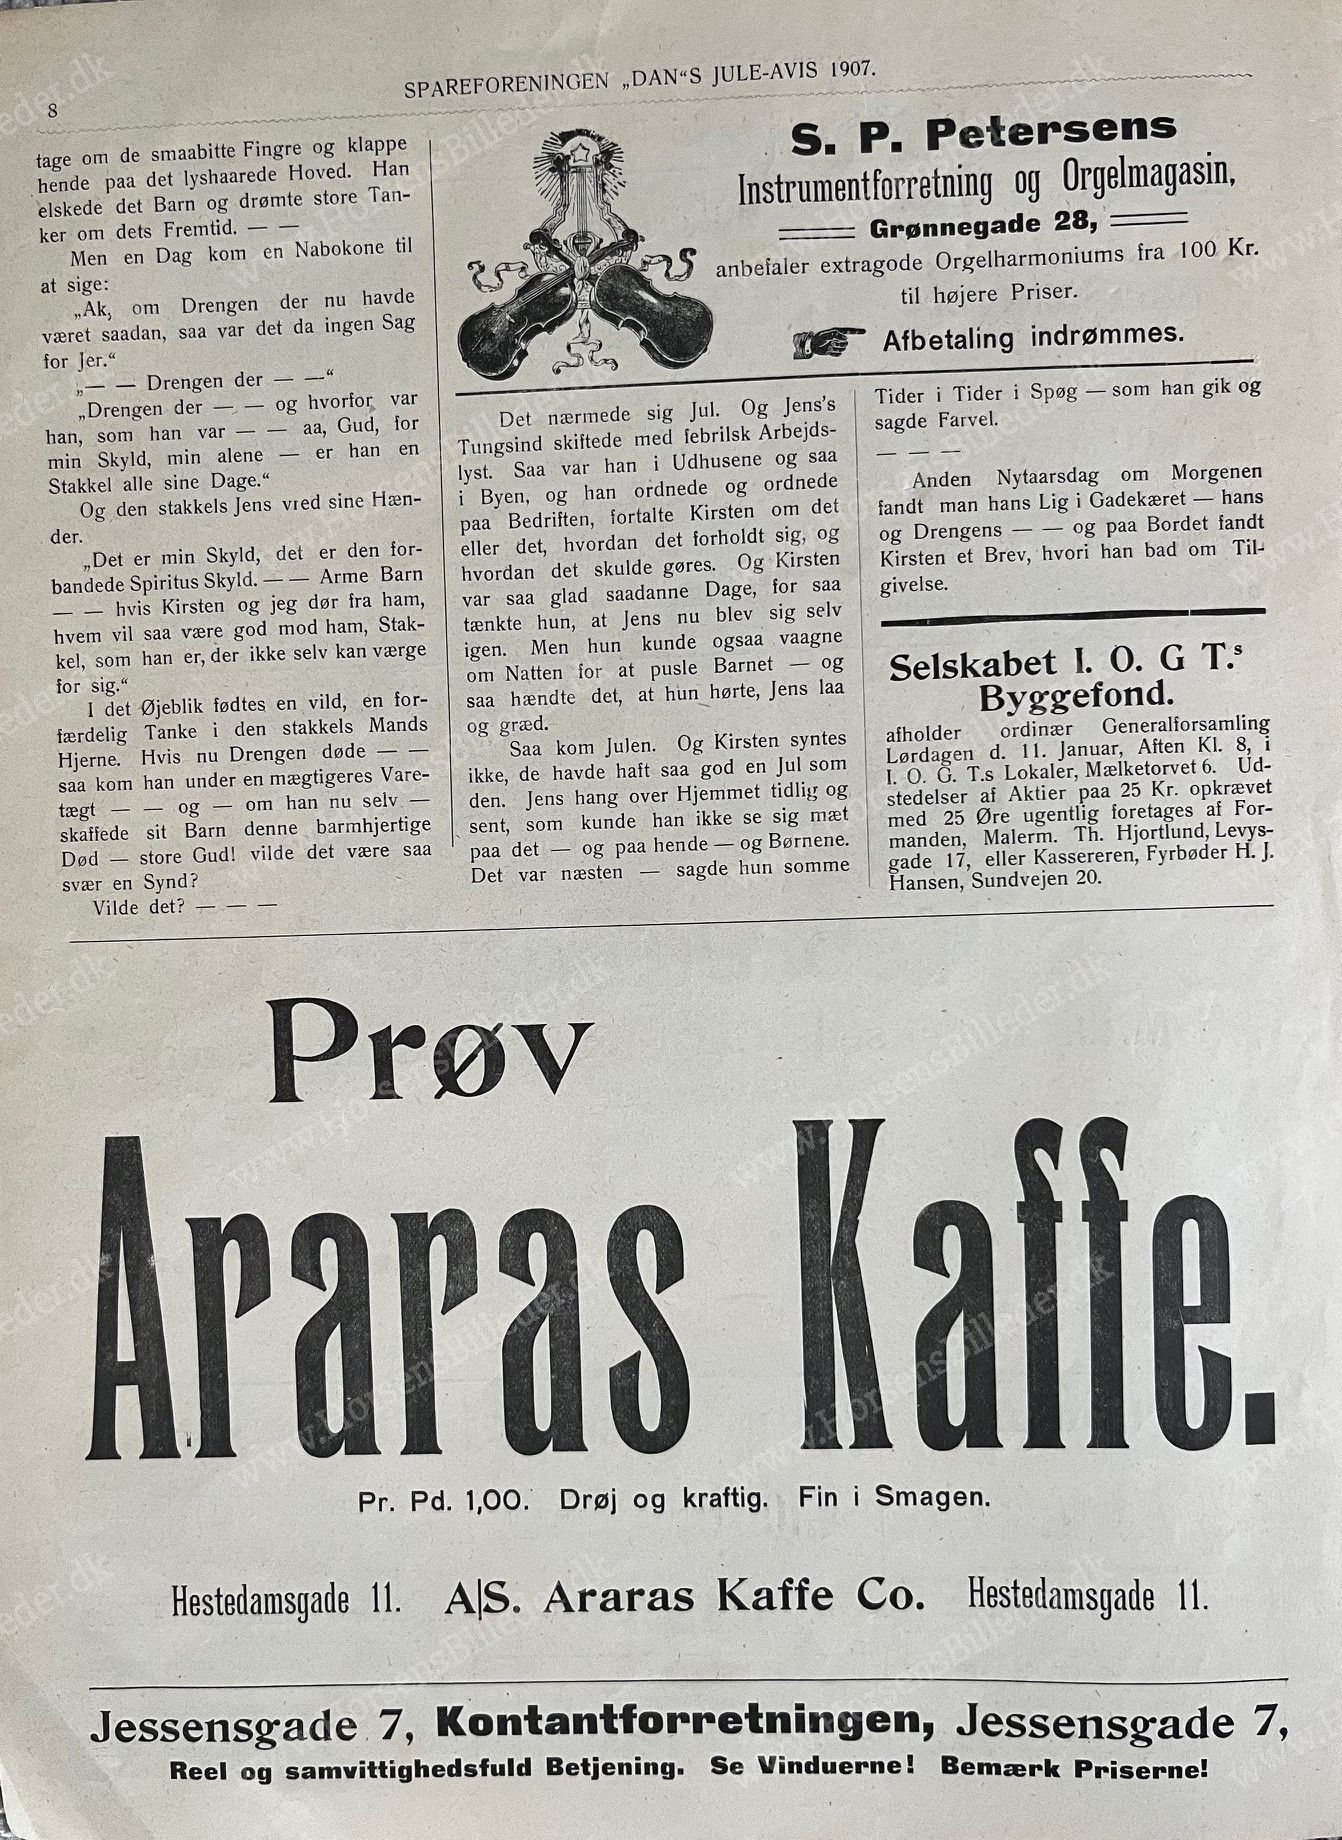 8
SPAREFORENINGEN „DAN“S JULE-AVIS 1907.
tage om de smaabitte Fingre og klappe
hende paa det lyshaarede Hoved. Han
elskede det Barn og drømte store Tan-
ker om dets Fremtid. — —
Men en Dag kom en Nabokone til
at sige:
„Ak, om Drengen der nu havde
været saadan, saa var det da ingen Sag
for Jer.“
„— — Drengen der — —“
„Drengen der — — og hvorfor var
han, som han var — — aa, Gud, for
min Skyld, min alene — er han en
Stakkel alle sine Dage.“
Og den stakkels Jens vred sine Hæn-
der.
„Det er min Skyld, det er den for-
bandede Spiritus Skyld. — — Arme Barn
— — hvis Kirsten og jeg dør fra ham,
hvem vil saa være god mod ham, Stak-
kel, som han er, der ikke selv kan værge
for sig.“
I det Øjeblik fødtes en vild, en for-
færdelig Tanke i den stakkels Mands
Hjerne. Hvis nu Drengen døde — —
saa kom han under en mægtigeres Vare-
tægt — — og — om han nu selv —
skaffede sit Barn denne barmhjertige
Død — store Gud! vilde det være saa
svær en Synd?
Vilde det? — — —
S. P. Petersens
Instrumentforretning og Orgelmagasin,
Grønnegade 28,
anbefaler extragode Orgelharmoniums fra 100 Kr.
til højere Priser.
Afbetaling indrømmes.
Det nærmede sig Jul. Og Jens's
Tungsind skiftede med febrilsk Arbejds-
lyst. Saa var han i Udhusene og saa
i Byen, og han ordnede og ordnede
paa Bedriften, fortalte Kirsten om det
eller det, hvordan det forholdt sig, og
hvordan det skulde gøres. Og Kirsten
var saa glad saadanne Dage, for saa
tænkte hun, at Jens nu blev sig selv
igen. Men hun kunde ogsaa vaagne
om Natten for at pusle Barnet — og
saa hændte det, at hun hørte, Jens laa
og græd.
Saa kom Julen. Og Kirsten syntes
ikke, de havde haft saa god en Jul som
den. Jens hang over Hjemmet tidlig og
sent, som kunde han ikke se sig mæt
paa det — og paa hende — og Børnene.
Det var næsten — sagde hun somme
Tider i Tider i Spøg — som han gik og
sagde Farvel.
— — —
Anden Nytaarsdag om Morgenen
fandt man hans Lig i Gadekæret — hans
og Drengens — — og paa Bordet fandt
Kirsten et Brev, hvori han bad om Til-
givelse.
Selskabet I. O. G T.s
Byggefond.
afholder ordinær Generalforsamling
Lørdagen d. 11. Januar, Aften Kl. 8, i
I. O. G. T.s Lokaler, Mælketorvet 6. Ud-
stedelser af Aktier paa 25 Kr. opkrævet
med 25 Øre ugentlig foretages af For-
manden, Malerm. Th. Hjortlund, Levys-
gade 17, eller Kassereren, Fyrbøder H. J.
Hansen, Sundvejen 20.
Prøv
Araras Kaffe.
Pr. Pd. 1,00. Drøj og kraftig. Fin i Smagen.
Hestedamsgade 11. A|S. Araras Kaffe Co. Hestedamsgade 11.
Jessensgade 7, Kontantforretningen, Jessensgade 7,
Reel og samvittighedsfuld Betjening. Se Vinduerne! Bemærk Priserne!
www.HorsensBilleder.dk